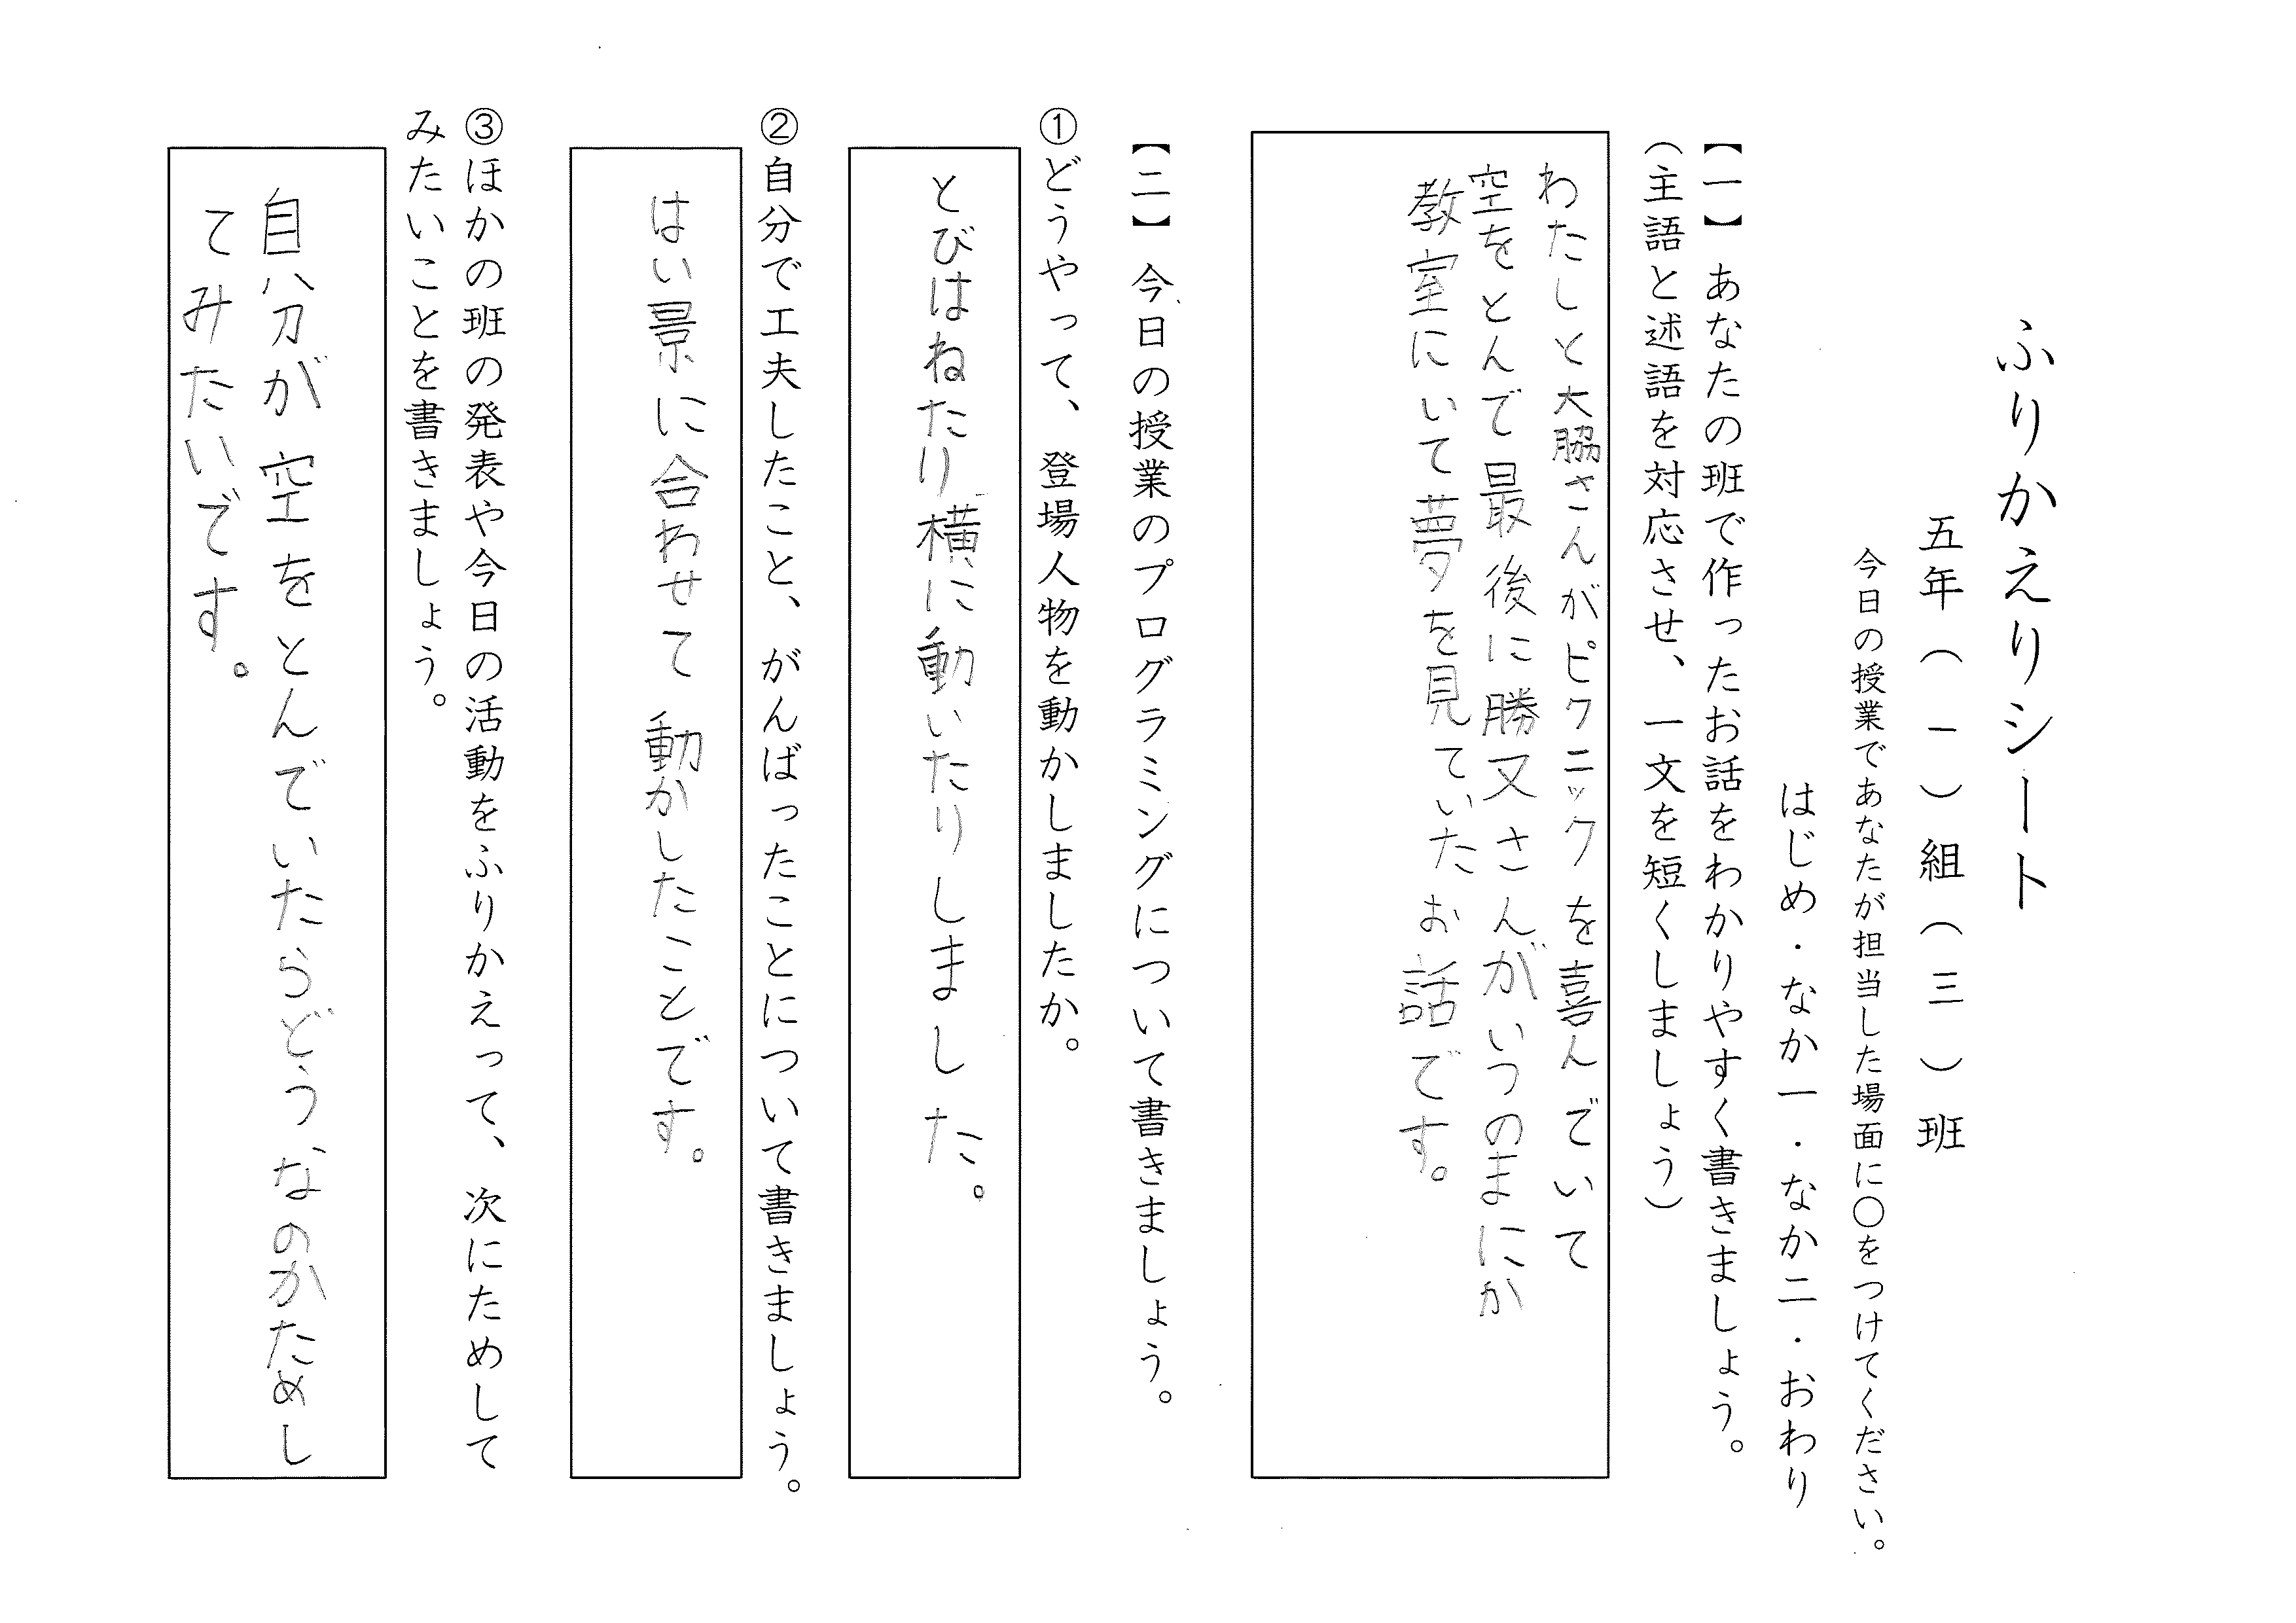 ふりかえりシート
五年（一）組（三）班
今日の授業であなたが担当した場面に〇をつけてください。
はじめ・なか一・なか二・おわり
【一】あなたの班で作ったお話をわかりやすく書きましょう。
（主語と述語を対応させ、一文を短くしましょう）
わたしと大脇さんがピクニックを喜んでいて
空をとんで最後に勝又さんがいつのまにか
教室にいて夢を見ていたお話です。
【二】今日の授業のプログラミングについて書きましょう。
①どうやって、登場人物を動かしましたか。
とびはねたり横に動いたりしました。
②自分で工夫したこと、がんばったことについて書きましょう。
はい景に合わせて動かしたことです。
③ほかの班の発表や今日の活動をふりかえって、次にためして
みたいことを書きましょう。
自分が空をとんでいたらどうなのかためし
てみたいです。